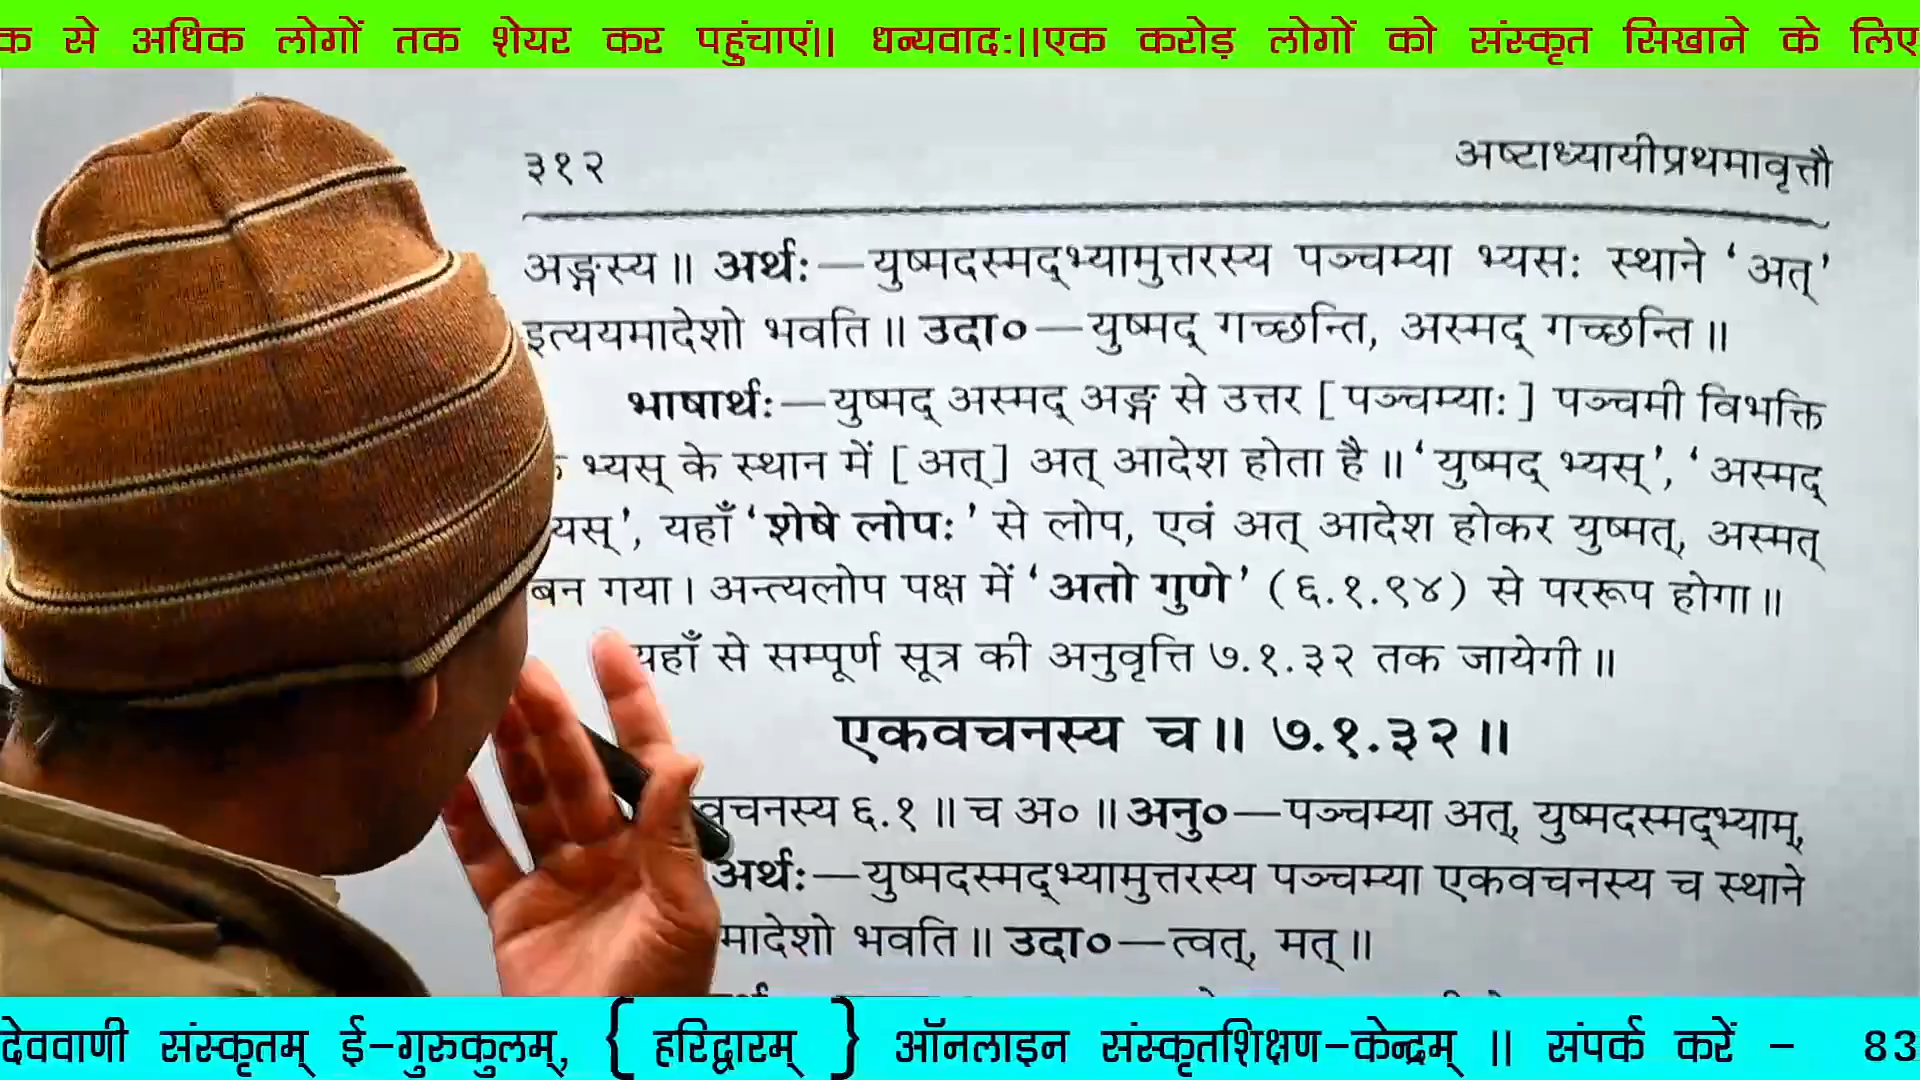 क से अधिक लोगों तक शेयर कर पहुंचाएं|| धन्यवादः||एक करोड़ लोगों को संस्कृत सिखाने के लिए
३१२ अष्टाध्यायीप्रथमावृत्तौ
अङ्गस्य॥ अर्थः—युष्मदस्मद्भ्यामुत्तरस्य पञ्चम्या भ्यसः स्थाने ‘अत्’
इत्ययमादेशो भवति॥ उदा०—युष्मद् गच्छन्ति, अस्मद् गच्छन्ति॥
भाषार्थः—युष्मद् अस्मद् अङ्ग से उत्तर [पञ्चम्याः] पञ्चमी विभक्ति
भ्यस् के स्थान में [अत्] अत् आदेश होता है॥ ‘युष्मद् भ्यस्’, ‘अस्मद्
यस्’, यहाँ ‘शेषे लोपः’ से लोप, एवं अत् आदेश होकर युष्मत्, अस्मत्
बन गया। अन्त्यलोप पक्ष में ‘अतो गुणे’ (६.१.९४) से पररूप होगा॥
यहाँ से सम्पूर्ण सूत्र की अनुवृत्ति ७.१.३२ तक जायेगी॥
एकवचनस्य च॥ ७.१.३२॥
वचनस्य ६.१॥ च अ०॥ अनु०—पञ्चम्या अत्, युष्मदस्मद्भ्याम्,
अर्थः—युष्मदस्मद्भ्यामुत्तरस्य पञ्चम्या एकवचनस्य च स्थाने
मादेशो भवति॥ उदा०—त्वत्, मत्॥
देववाणी संस्कृतम् ई-गुरुकुलम्, { हरिद्वारम् } ऑनलाइन संस्कृतशिक्षण-केन्द्रम् || संपर्क करें - 83